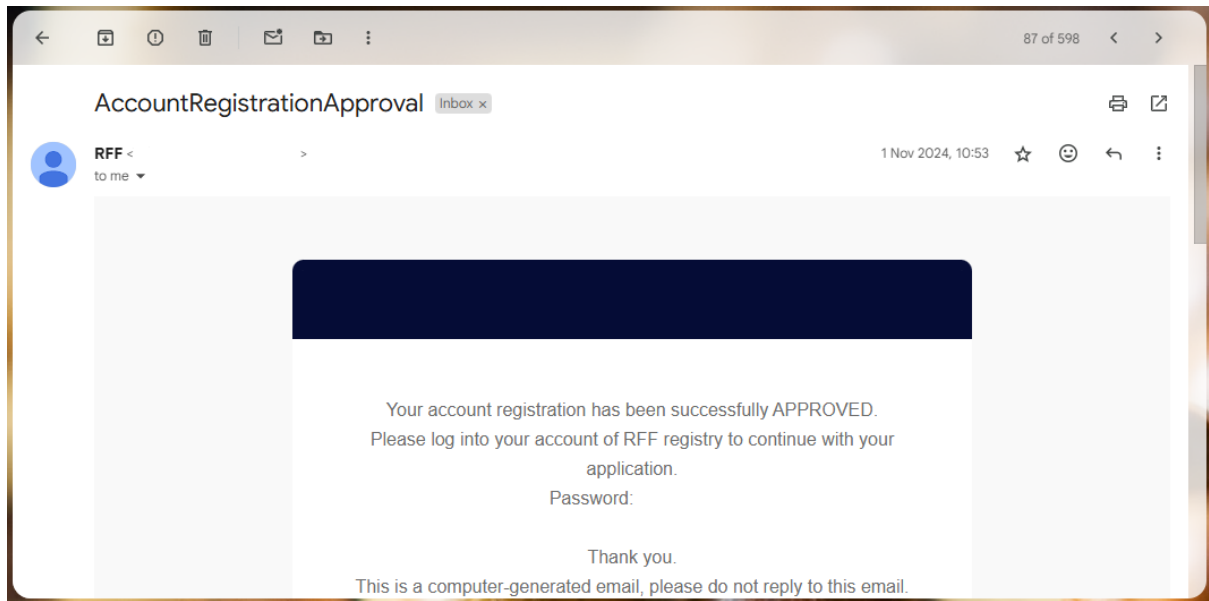 87 of 598
AccountRegistrationApproval Inbox ×
RFF < >
1 Nov 2024, 10:53
to me
Your account registration has been successfully APPROVED.
Please log into your account of RFF registry to continue with your
application.
Password:
Thank you.
This is a computer-generated email, please do not reply to this email.